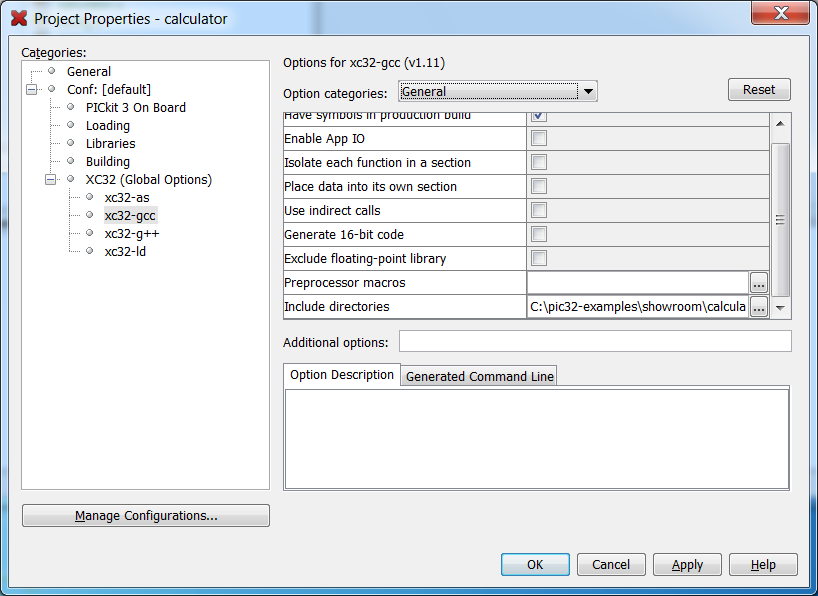 Project Properties - calculator
Categories:
General
Conf: [default]
PICkit 3 On Board
Loading
Libraries
Building
XC32 (Global Options)
xc32-as
xc32-gcc
xc32-g++
xc32-ld
Manage Configurations...
Options for xc32-gcc (v1.11)
Option categories: General Reset
Have symbols in production build
Enable App IO
Isolate each function in a section
Place data into its own section
Use indirect calls
Generate 16-bit code
Exclude floating-point library
Preprocessor macros ...
Include directories C:\pic32-examples\showroom\calcula ...
Additional options:
Option Description Generated Command Line
OK Cancel Apply Help